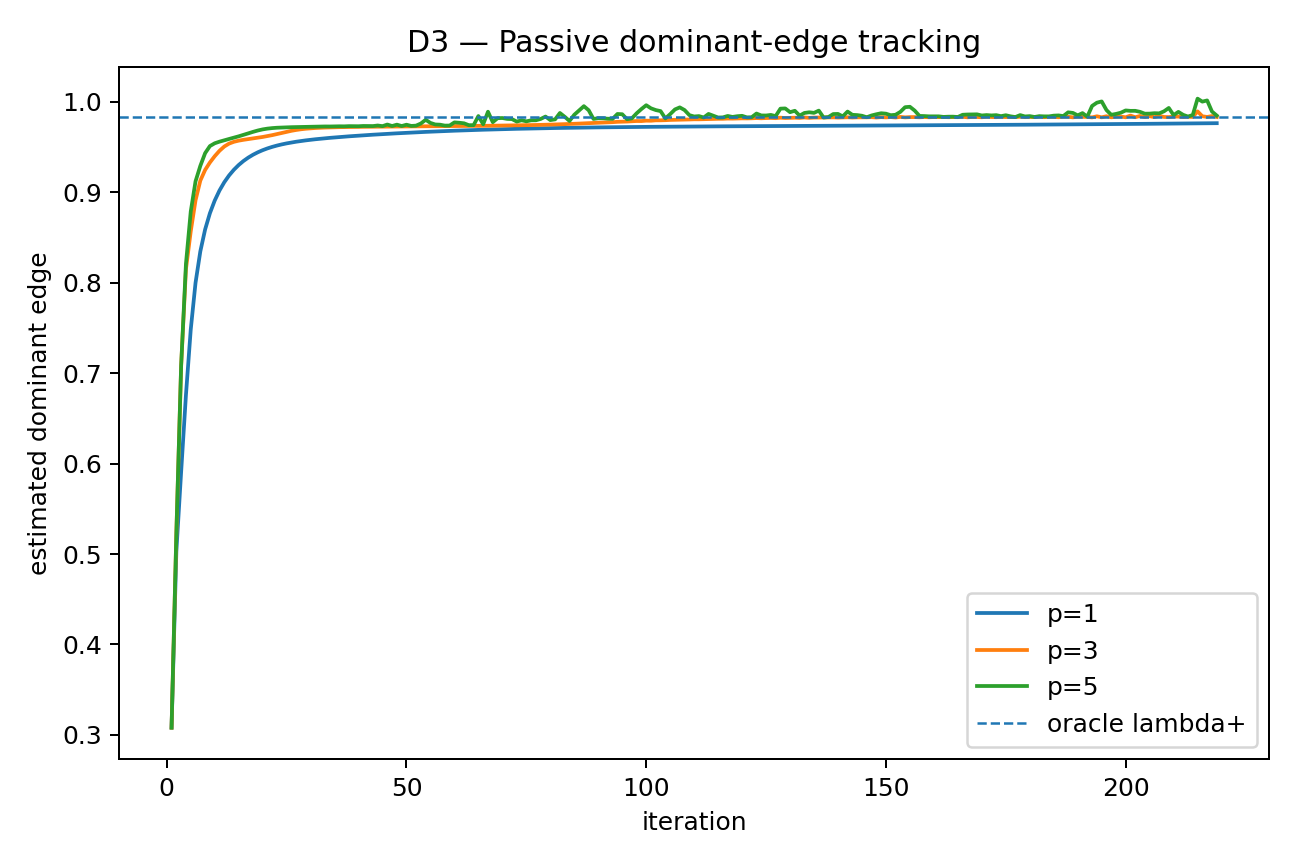 D3 — Passive dominant-edge tracking
estimated dominant edge
1.0
0.9
0.8
0.7
0.6
0.5
0.4
0.3
p=1
p=3
p=5
oracle lambda+
0 50 100 150 200
iteration